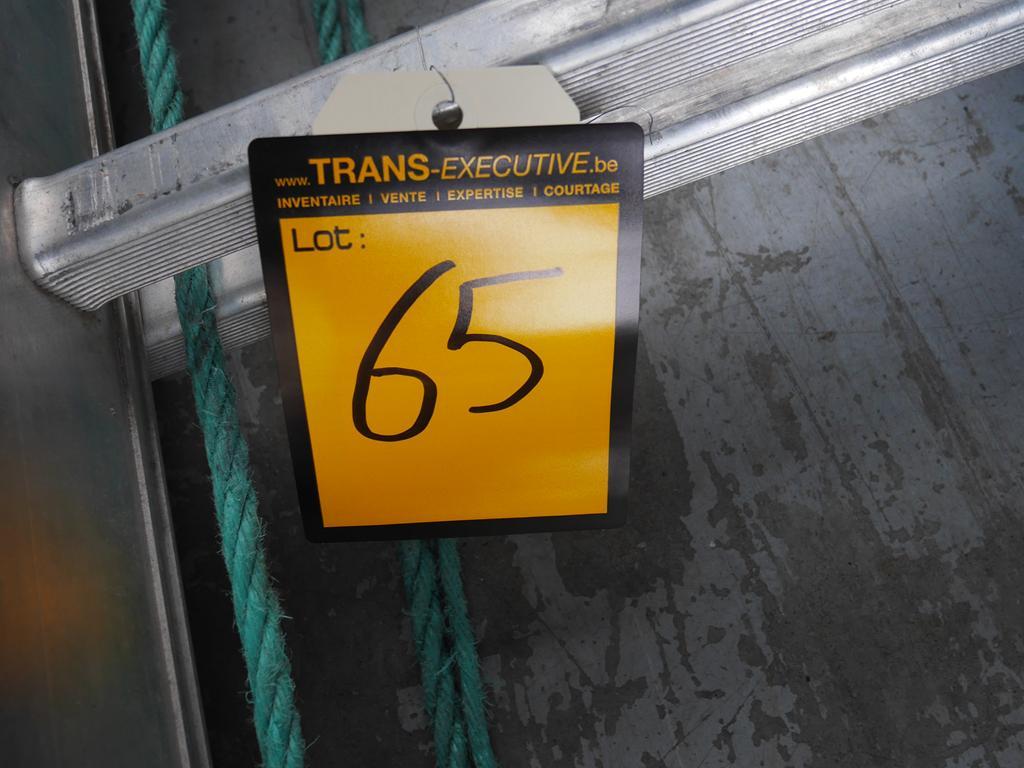 www.TRANS-EXECUTIVE.be
INVENTAIRE | VENTE | EXPERTISE | COURTAGE
Lot :
65